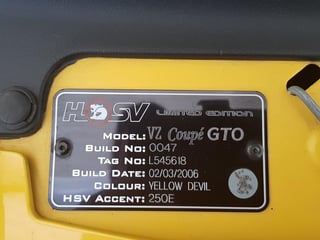 HSV LIMITED EDITION
MODEL: VZ Coupé GTO
BUILD NO: 0047
TAG NO: L545618
BUILD DATE: 02/03/2006
COLOUR: YELLOW DEVIL
HSV ACCENT: 250E